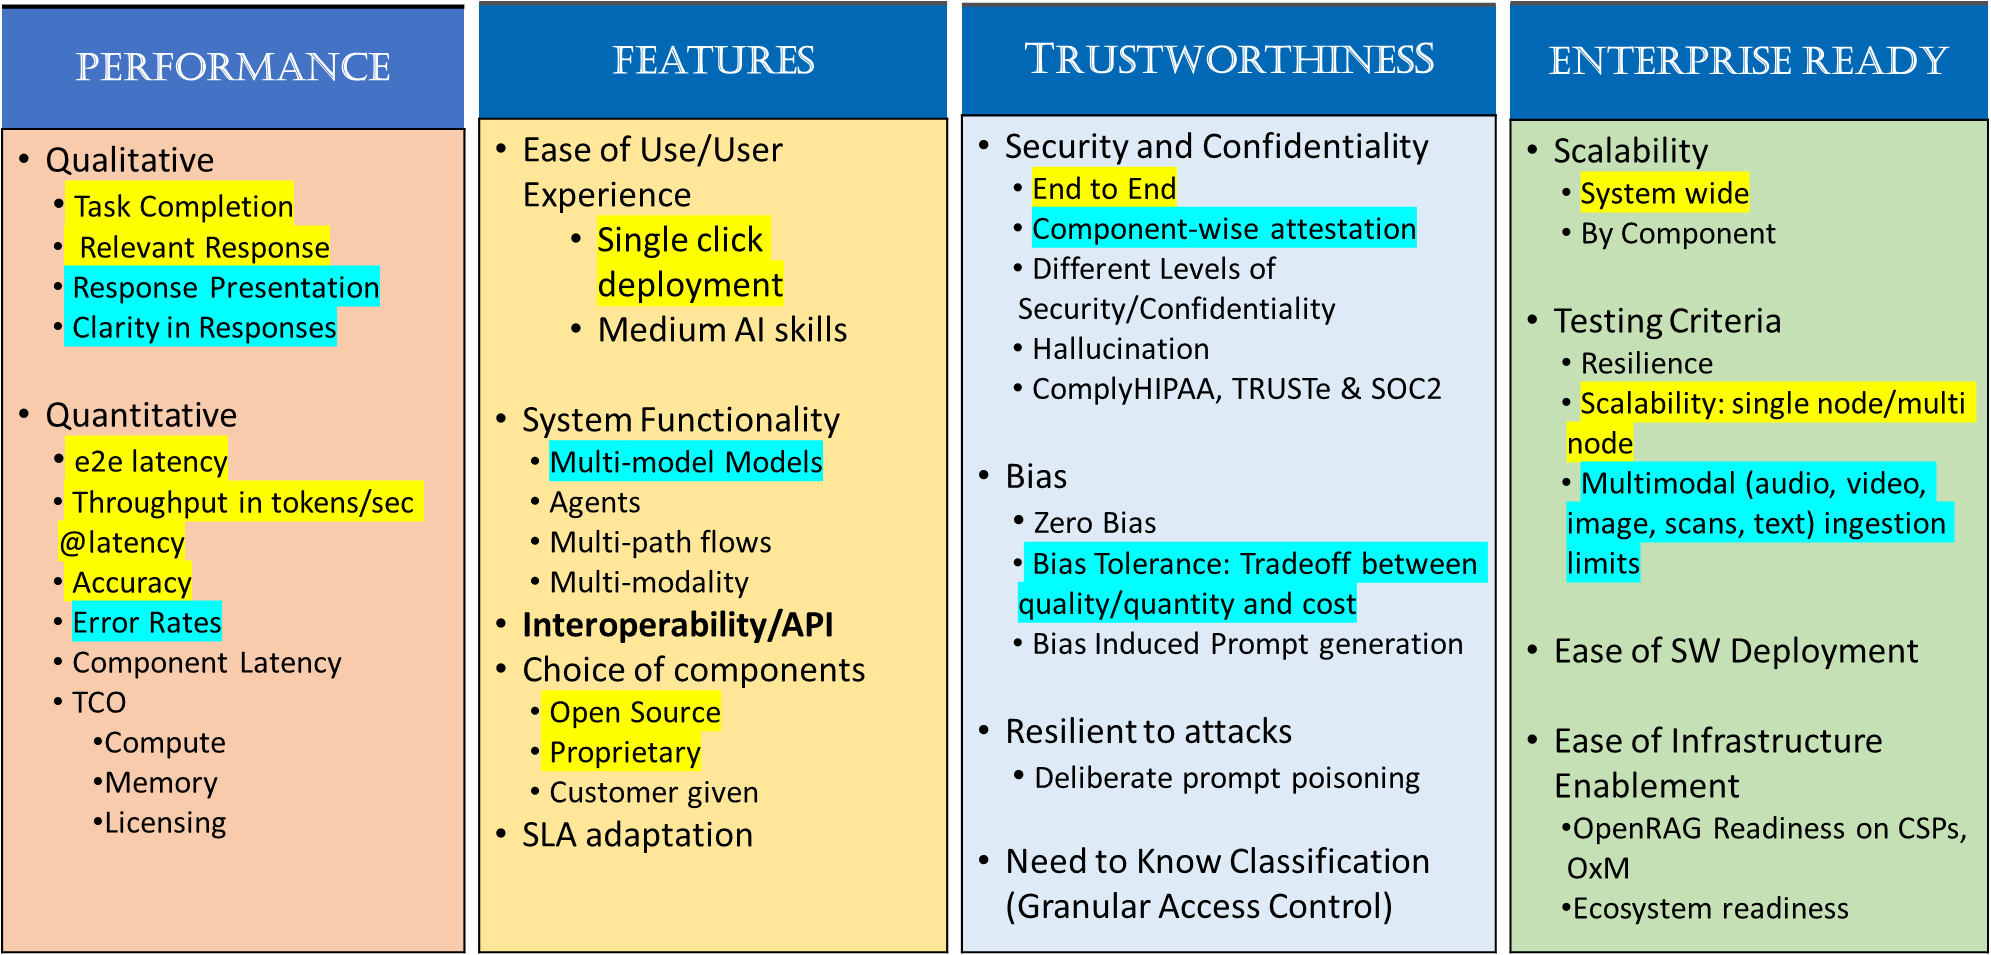 PERFORMANCE
• Qualitative
• Task Completion
• Relevant Response
• Response Presentation
• Clarity in Responses
• Quantitative
• e2e latency
• Throughput in tokens/sec
@latency
• Accuracy
• Error Rates
• Component Latency
• TCO
•Compute
•Memory
•Licensing
FEATURES
• Ease of Use/User
Experience
• Single click
deployment
• Medium AI skills
• System Functionality
• Multi-model Models
• Agents
• Multi-path flows
• Multi-modality
• Interoperability/API
• Choice of components
• Open Source
• Proprietary
• Customer given
• SLA adaptation
TRUSTWORTHINESS
• Security and Confidentiality
• End to End
• Component-wise attestation
• Different Levels of
Security/Confidentiality
• Hallucination
• ComplyHIPAA, TRUSTe & SOC2
• Bias
• Zero Bias
• Bias Tolerance: Tradeoff between
quality/quantity and cost
• Bias Induced Prompt generation
• Resilient to attacks
• Deliberate prompt poisoning
• Need to Know Classification
(Granular Access Control)
ENTERPRISE READY
• Scalability
• System wide
• By Component
• Testing Criteria
• Resilience
• Scalability: single node/multi
node
• Multimodal (audio, video,
image, scans, text) ingestion
limits
• Ease of SW Deployment
• Ease of Infrastructure
Enablement
•OpenRAG Readiness on CSPs,
OxM
•Ecosystem readiness